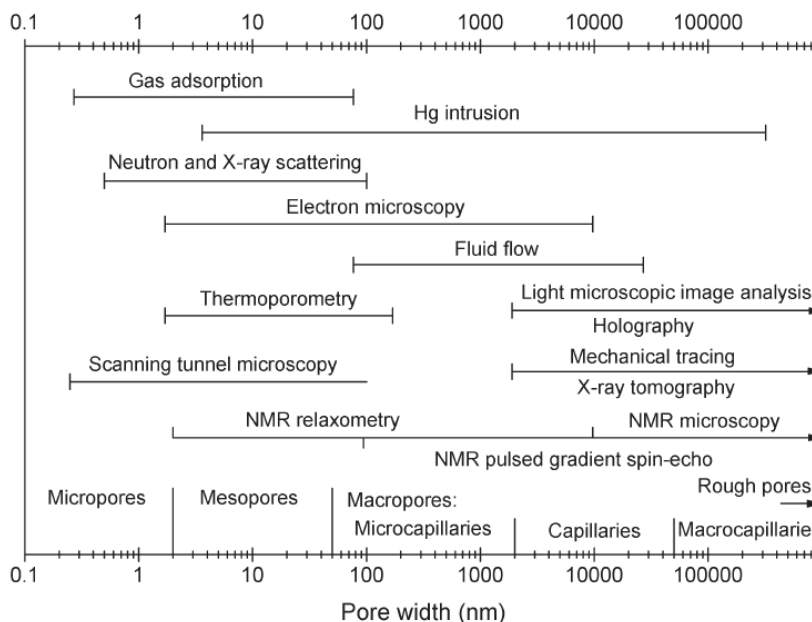 0.1 1 10 100 1000 10000 100000
Gas adsorption
Hg intrusion
Neutron and X-ray scattering
Electron microscopy
Fluid flow
Thermoporometry
Light microscopic image analysis
Holography
Scanning tunnel microscopy
Mechanical tracing
X-ray tomography
NMR relaxometry
NMR microscopy
NMR pulsed gradient spin-echo
Rough pores
Micropores
Mesopores
Macropores:
Microcapillaries
Capillaries
Macrocapillarie
0.1 1 10 100 1000 10000 100000
Pore width (nm)